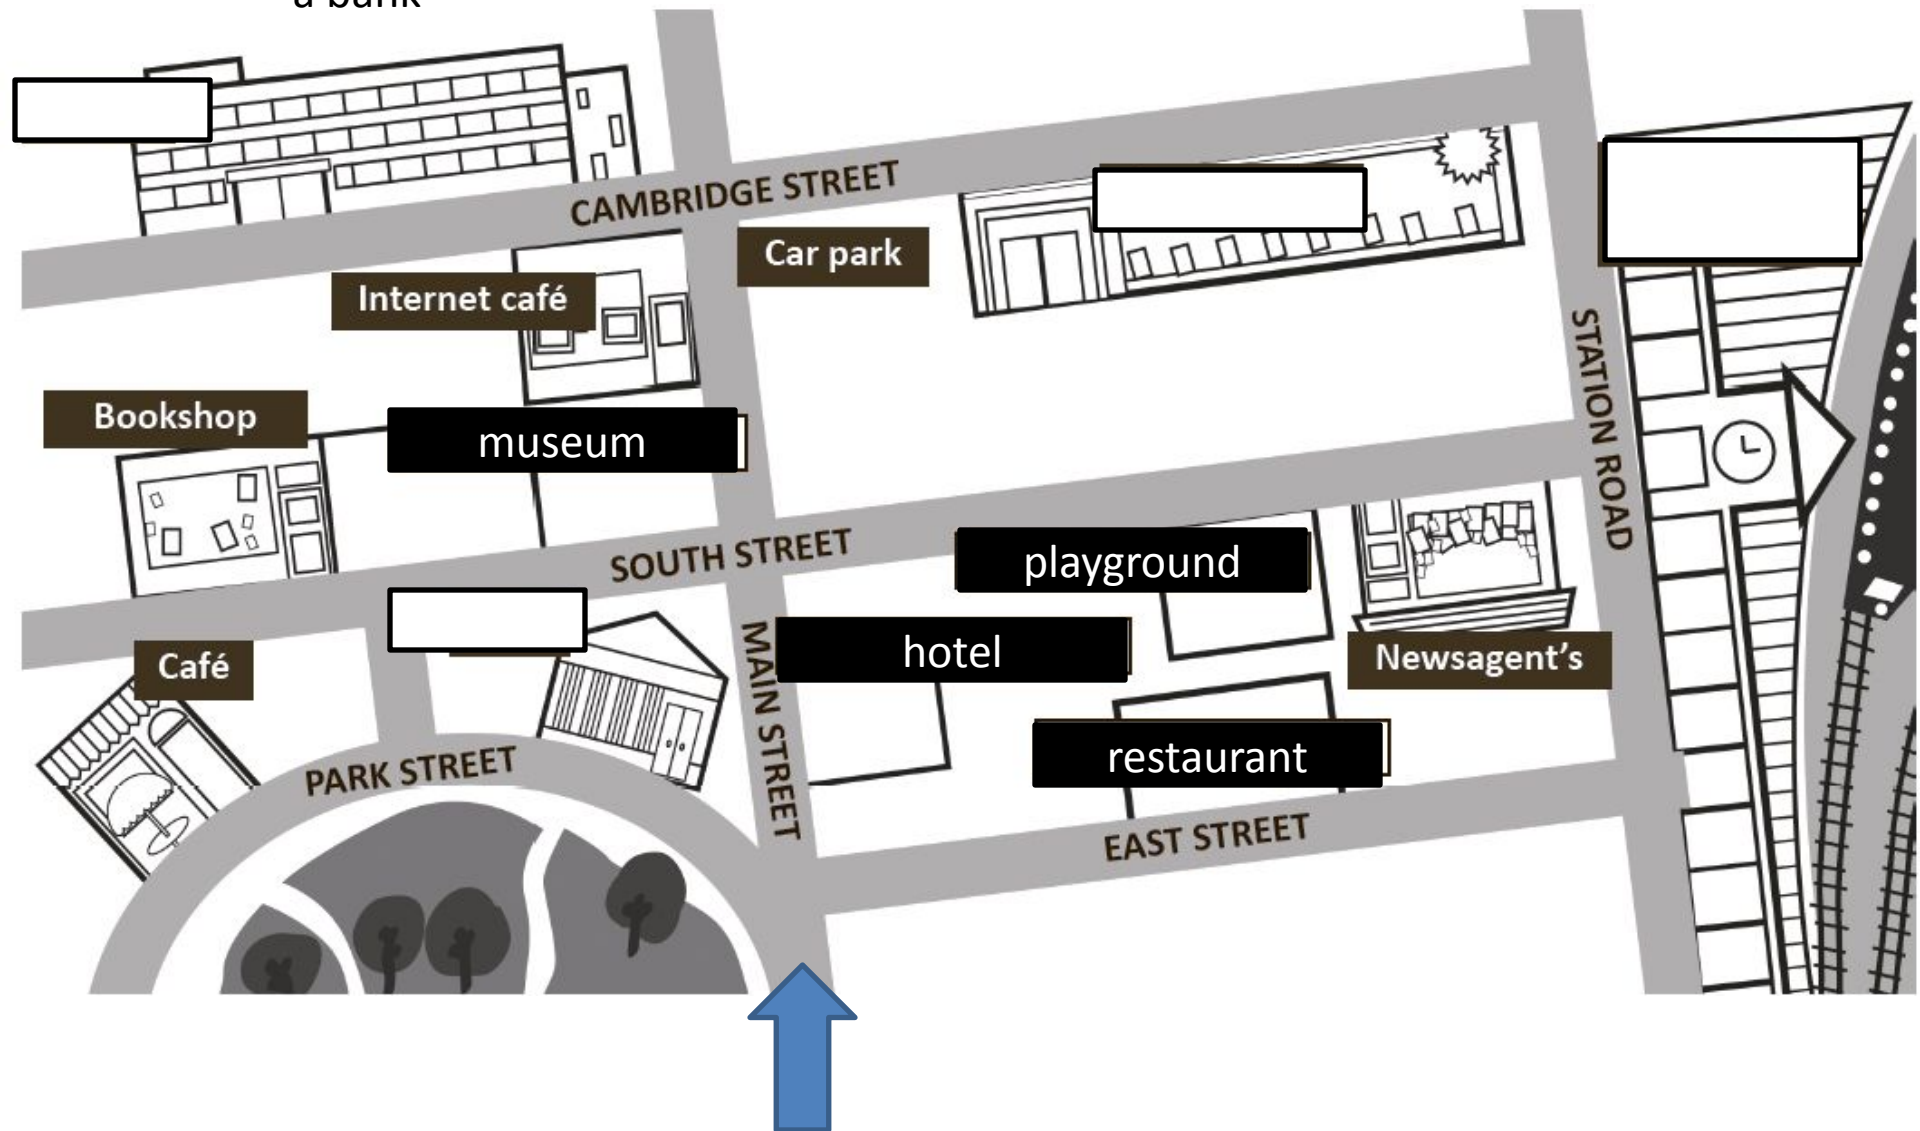 a bank
CAMBRIDGE STREET
Car park
Internet café
Bookshop
museum
STATION ROAD
SOUTH STREET
playground
Café
MAIN STREET
hotel
Newsagent's
PARK STREET
restaurant
EAST STREET